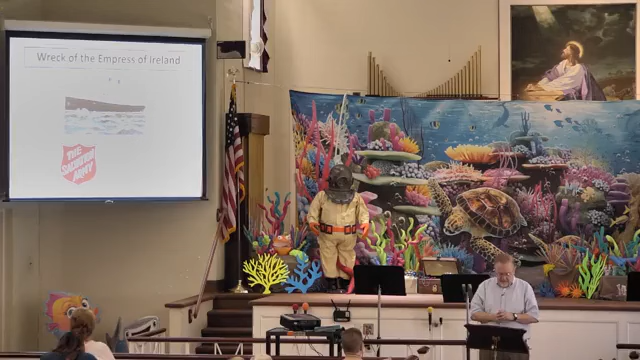 Wreck of the Empress of Ireland
THE
SALVATION
ARMY